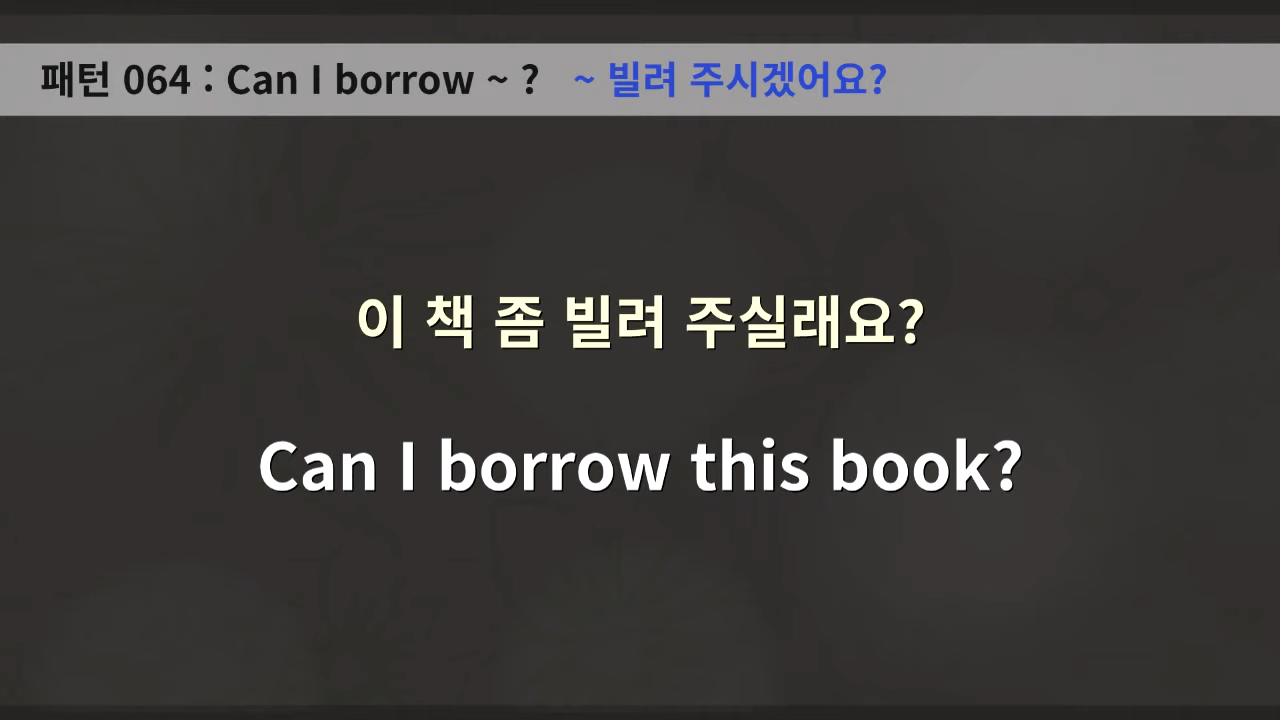 패턴 064 : Can I borrow ~ ? ~ 빌려 주시겠어요?
이 책 좀 빌려 주실래요?
Can I borrow this book?